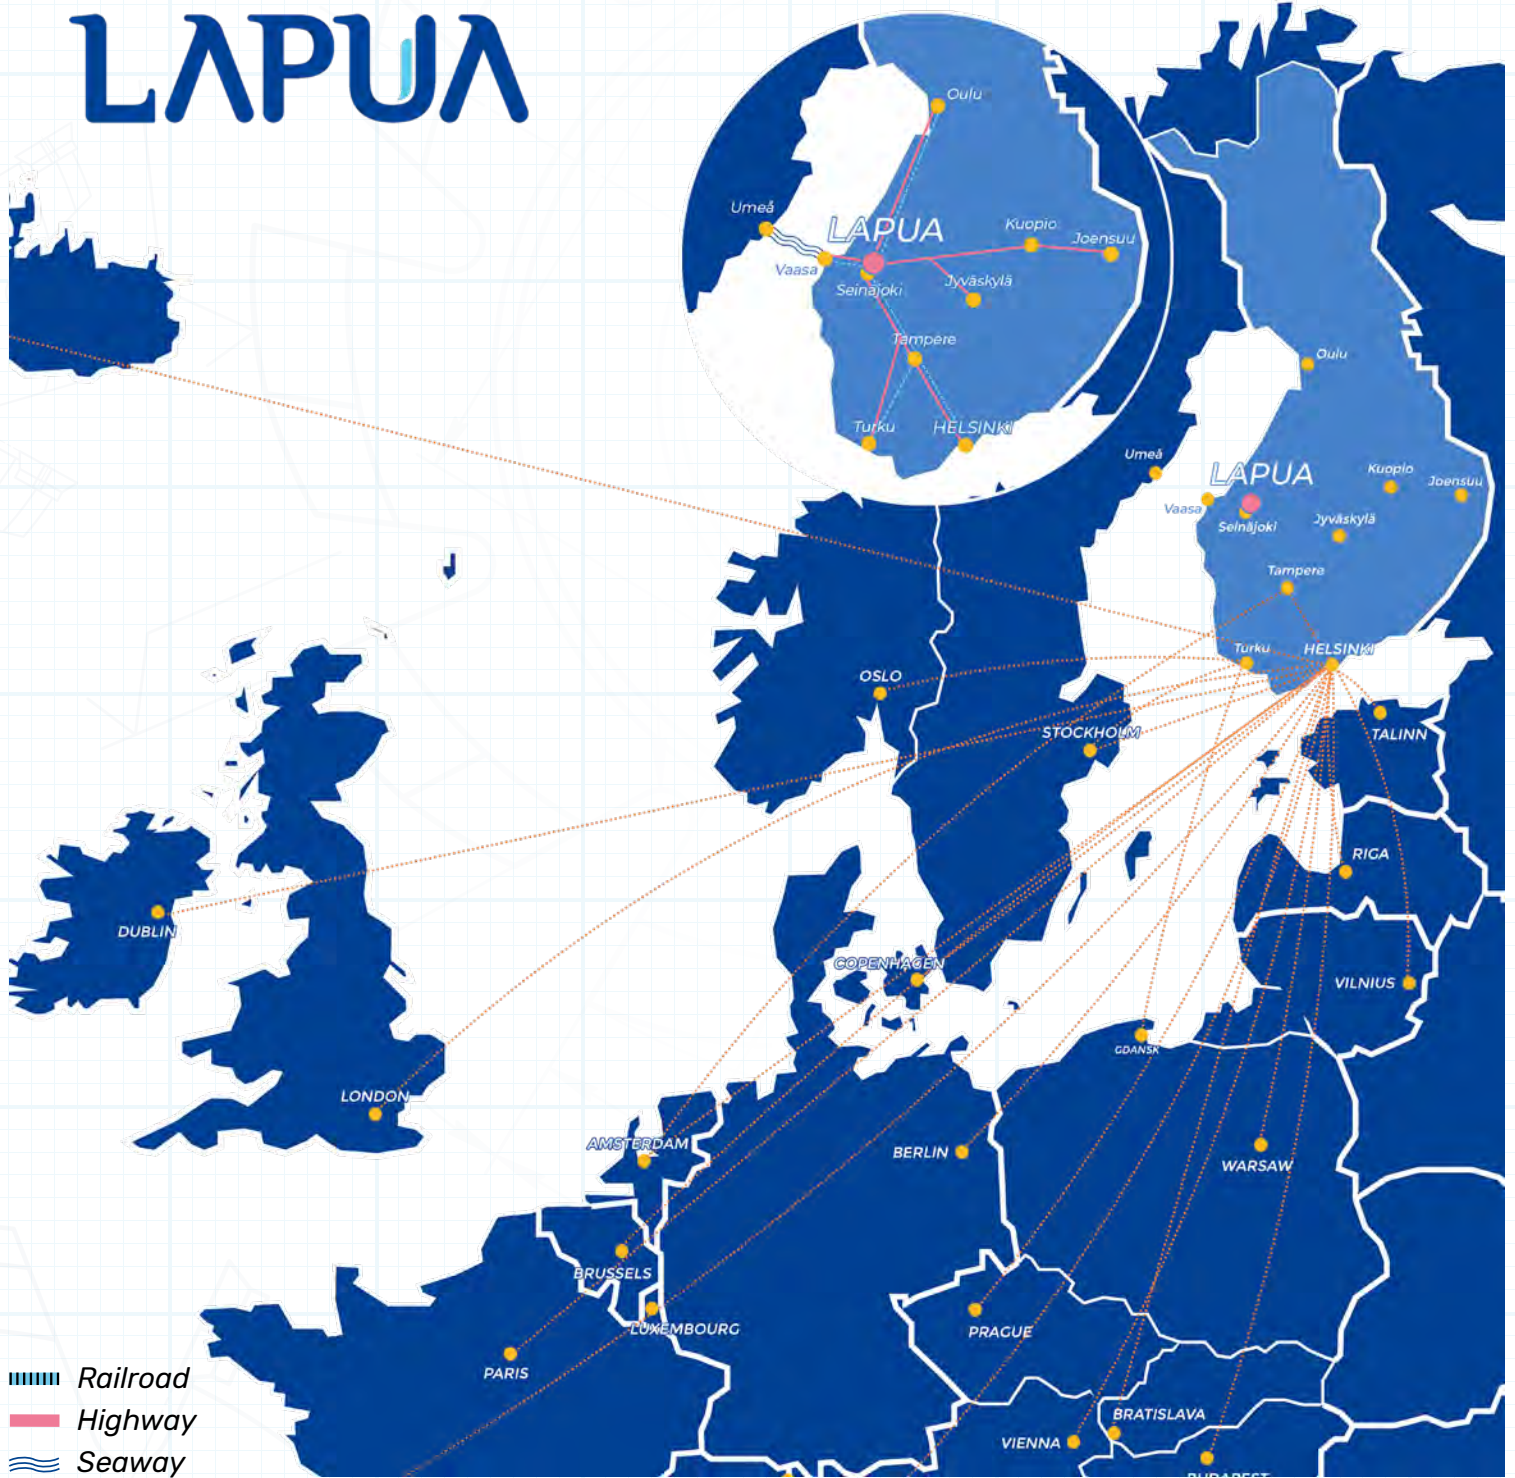 LAPUA
Oulu
Umeå
LAPUA
Kuopio
Joensuu
Vaasa
Seinäjoki
Jyväskylä
Tampere
Turku
HELSINKI
Oulu
Umeå
LAPUA
Kuopio
Joensuu
Vaasa
Seinäjoki
Jyväskylä
Tampere
Turku
HELSINKI
OSLO
STOCKHOLM
TALINN
RIGA
DUBLIN
COPENHAGEN
VILNIUS
GDANSK
LONDON
AMSTERDAM
BERLIN
WARSAW
BRUSSELS
LUXEMBOURG
PRAGUE
PARIS
BRATISLAVA
VIENNA
BUDAPEST
Railroad
Highway
Seaway